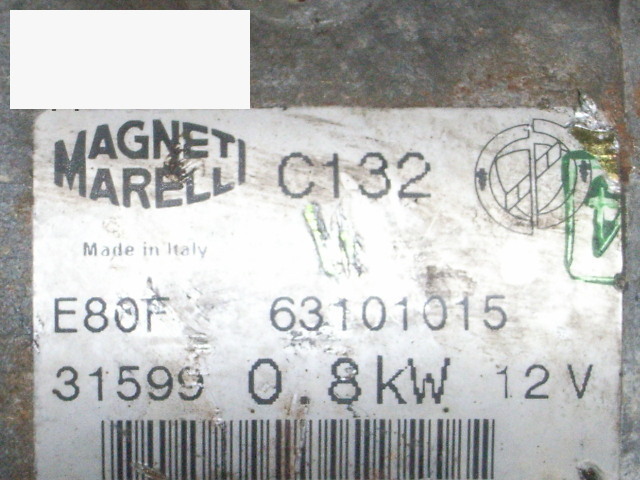 MAGNETI
MARELLI
C132
Made in Italy
E80F 63101015
31599 0.8kW 12V